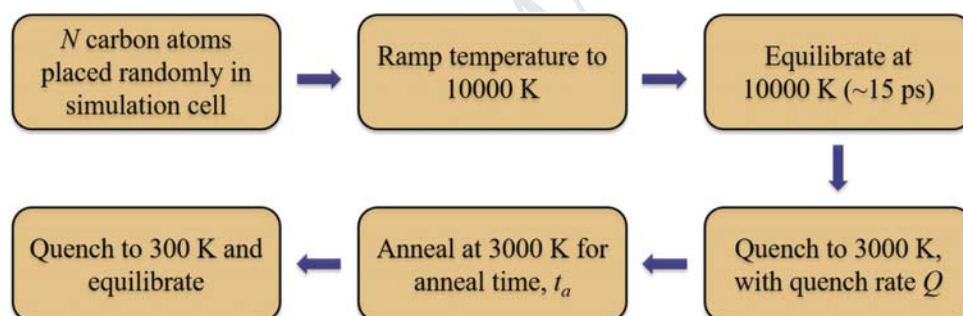 N carbon atoms
placed randomly in
simulation cell
Ramp temperature to
10000 K
Equilibrate at
10000 K (~15 ps)
Quench to 3000 K,
with quench rate Q
Anneal at 3000 K for
anneal time, tₐ
Quench to 300 K and
equilibrate